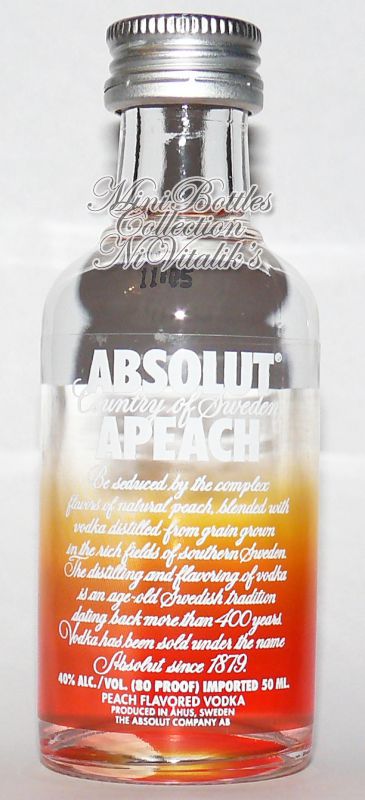 MiniBottles
Collection
NiVitalik's
11-05
ABSOLUT®
Country of Sweden
APEACH
Be seduced by the complex
flavors of natural peach, blended with
vodka distilled from grain grown
in the rich fields of southern Sweden.
The distilling and flavoring of vodka
is an age-old Swedish tradition
dating back more than 400 years.
Vodka has been sold under the name
Absolut since 1879.
40% ALC./VOL. (80 PROOF) IMPORTED 50 ML.
PEACH FLAVORED VODKA
PRODUCED IN ÅHUS, SWEDEN
THE ABSOLUT COMPANY AB